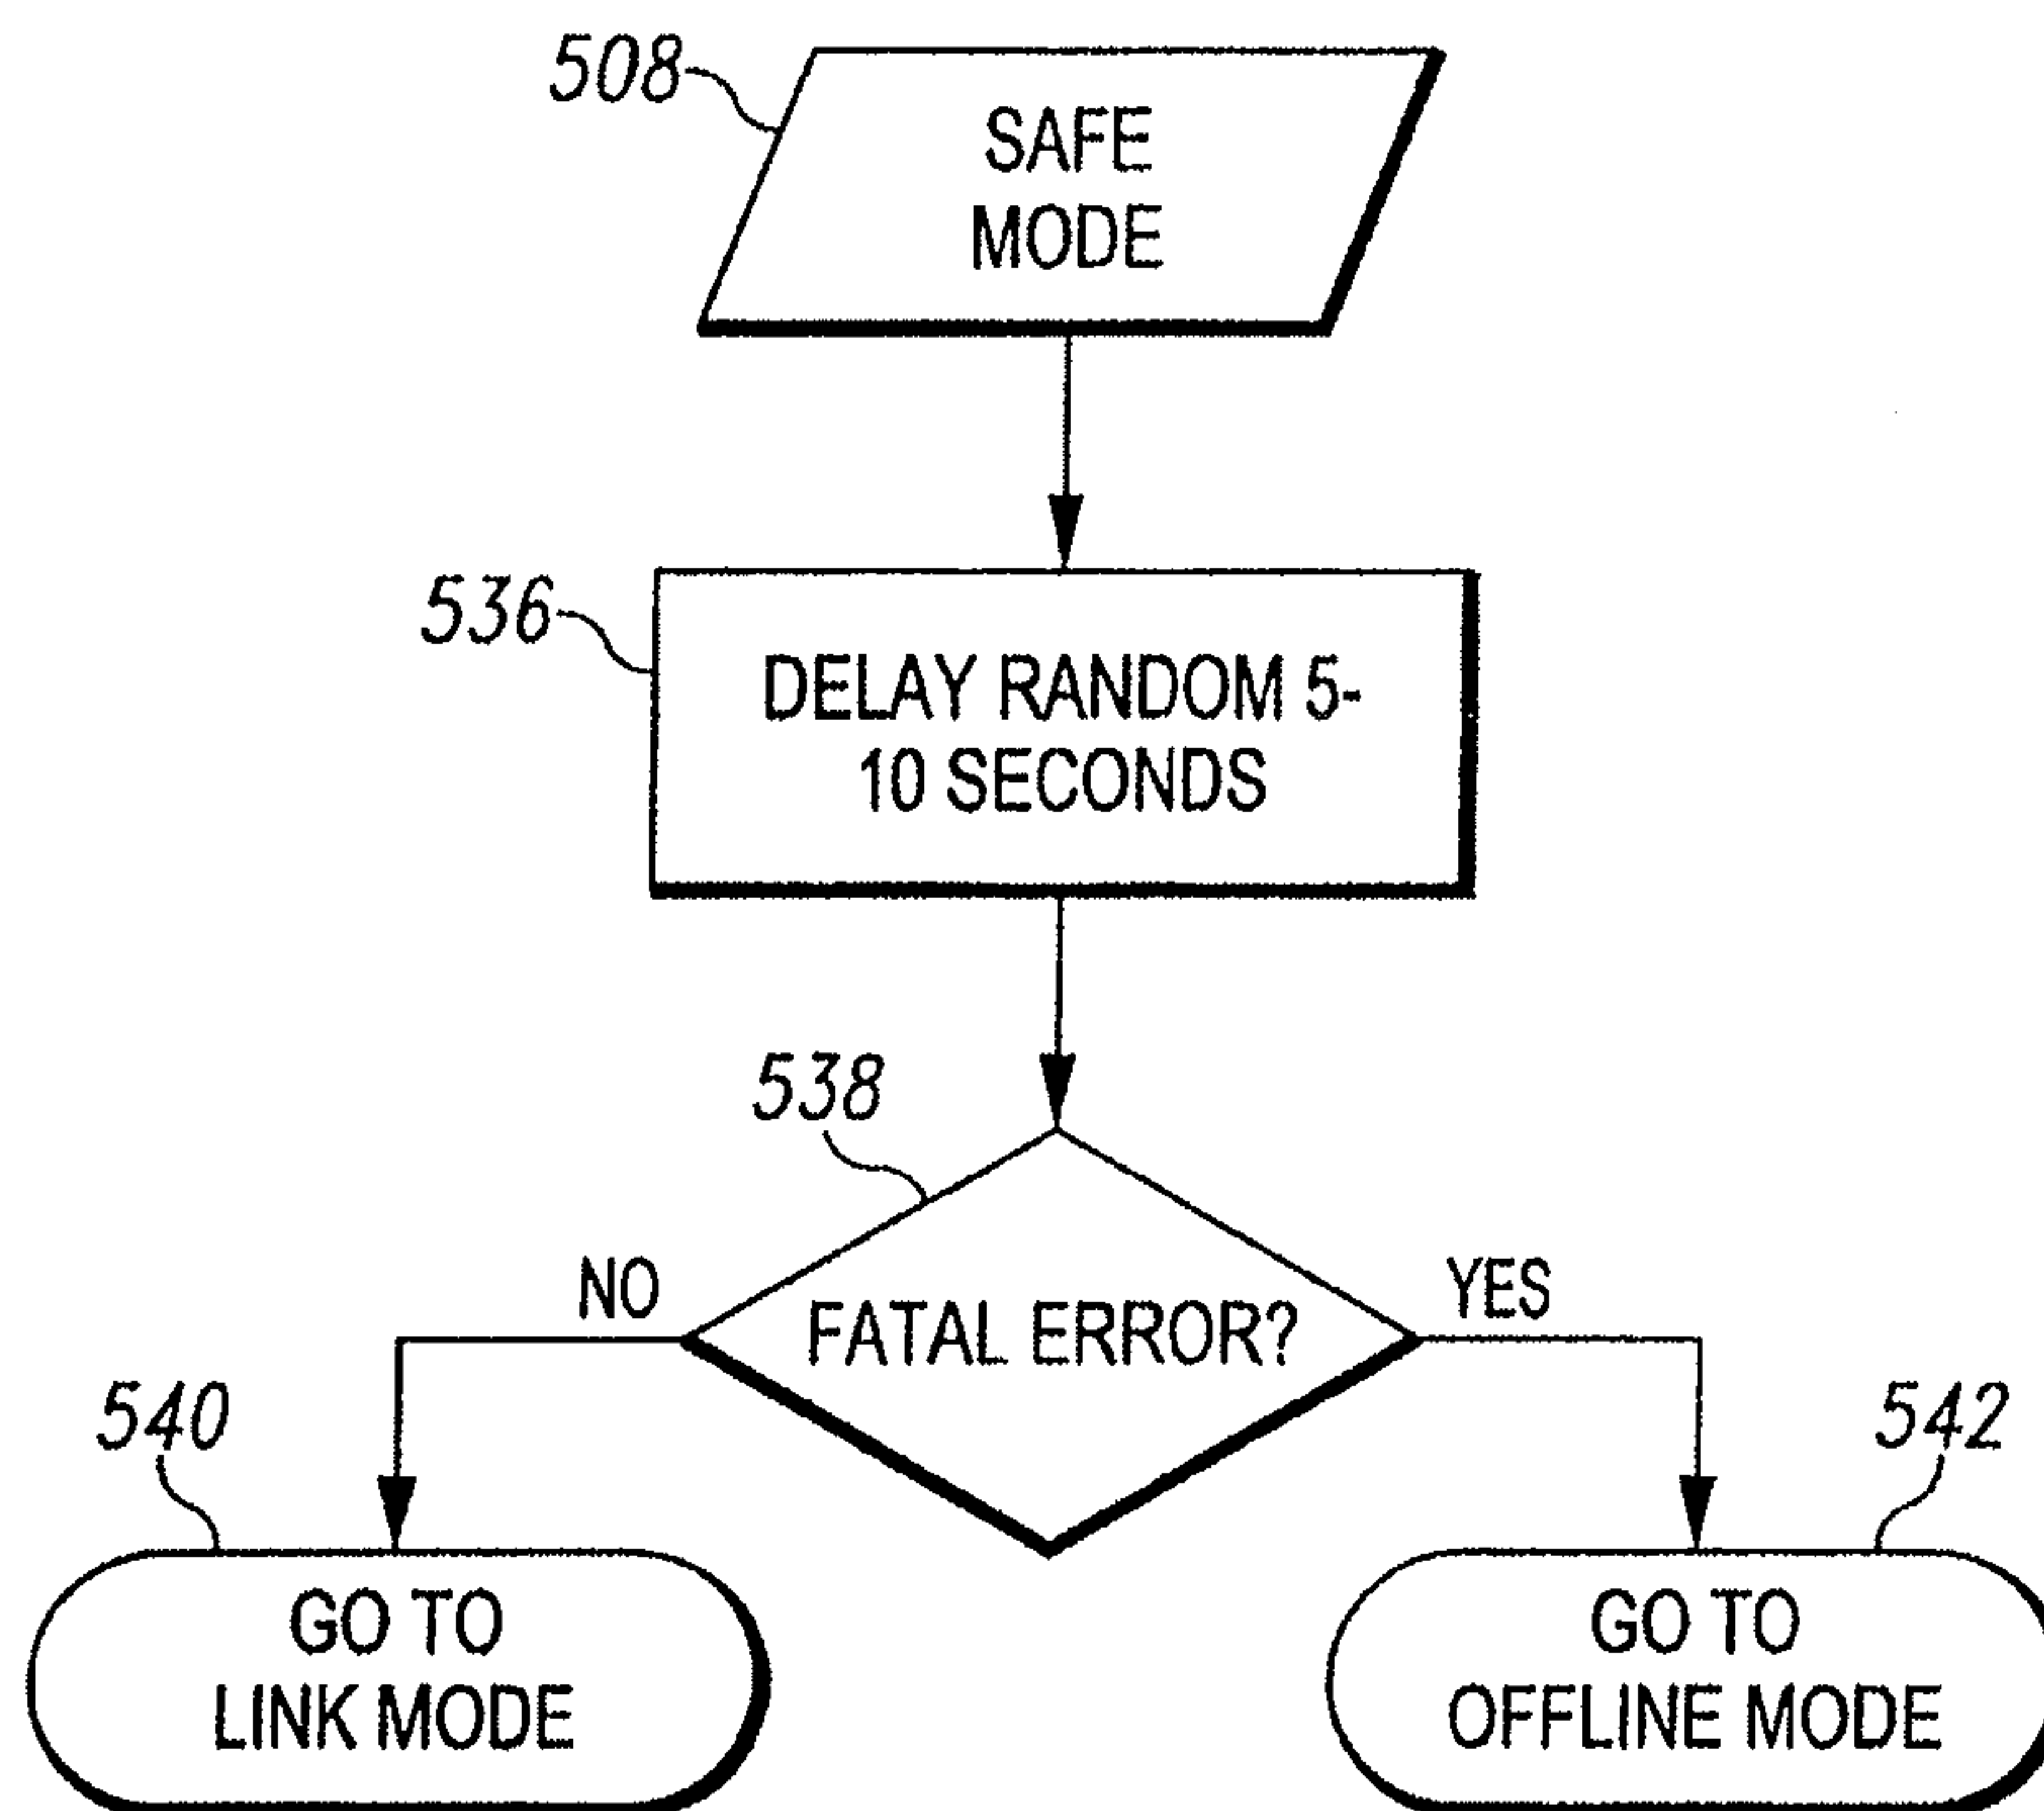 508
SAFE
MODE
536
DELAY RANDOM 5-
10 SECONDS
538
NO
FATAL ERROR?
YES
540
542
GO TO
LINK MODE
GO TO
OFFLINE MODE